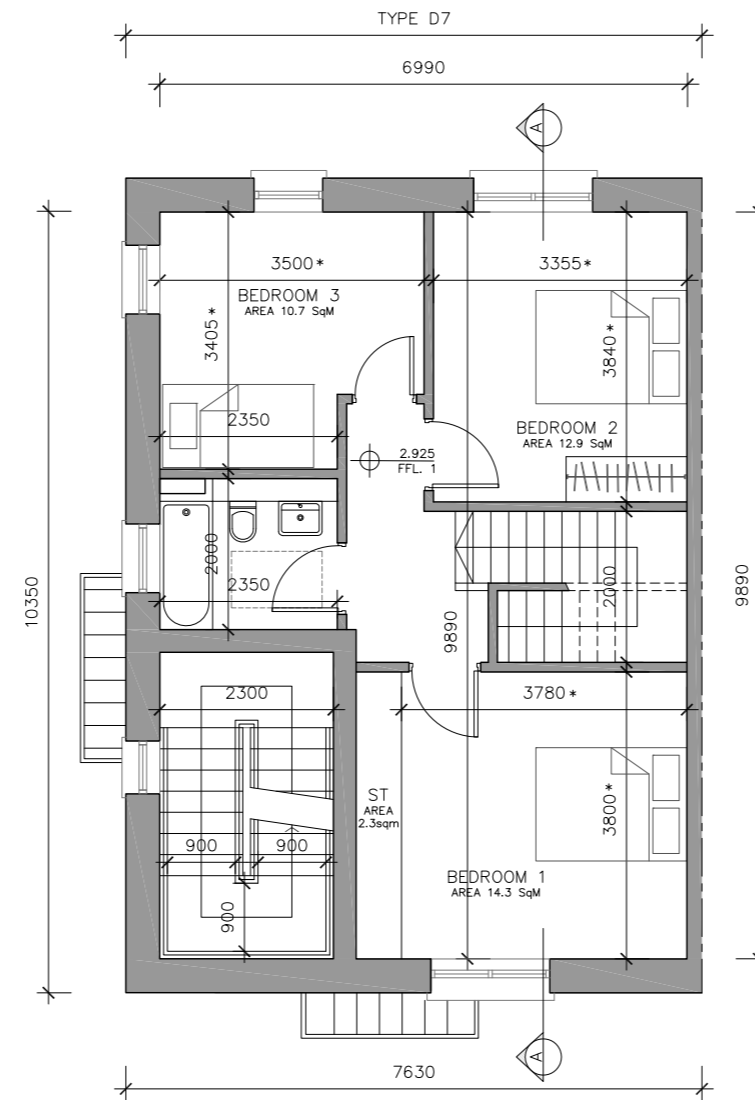 TYPE D7
6990
A
3500*
3355*
BEDROOM 3
AREA 10.7 SqM
3405*
3840*
2350
BEDROOM 2
AREA 12.9 SqM
2.925
FFL. 1
2000
2350
2000
10350
9890
9890
2300
3780*
ST
AREA
2.3sqm
3800*
900
900
BEDROOM 1
AREA 14.3 SqM
900
A
7630